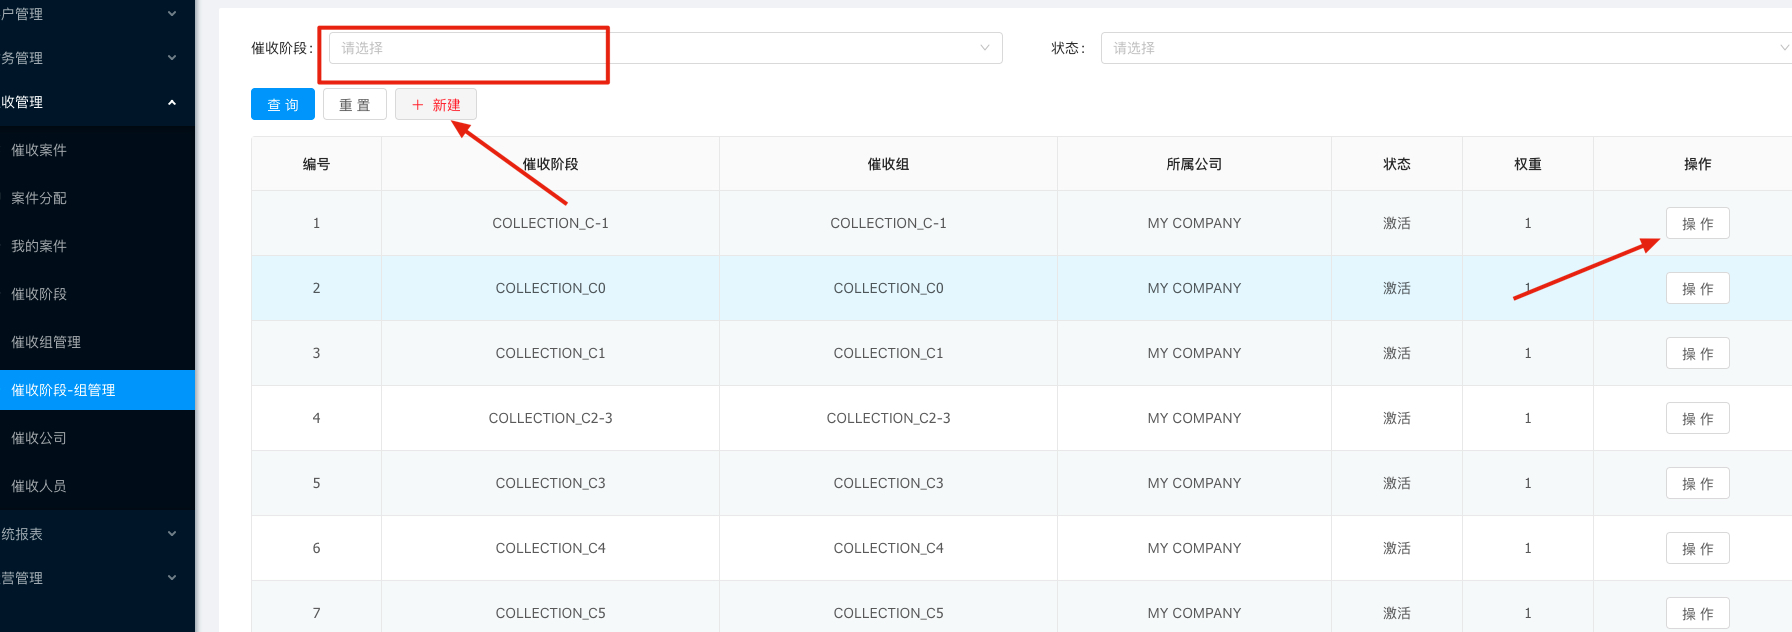 户管理
务管理
收管理
催收案件
案件分配
我的案件
催收阶段
催收组管理
催收阶段-组管理
催收公司
催收人员
统报表
营管理
催收阶段: 请选择 状态: 请选择
查 询 重 置 + 新建
编号 催收阶段 催收组 所属公司 状态 权重 操作
1 COLLECTION_C-1 COLLECTION_C-1 MY COMPANY 激活 1 操 作
2 COLLECTION_C0 COLLECTION_C0 MY COMPANY 激活 1 操 作
3 COLLECTION_C1 COLLECTION_C1 MY COMPANY 激活 1 操 作
4 COLLECTION_C2-3 COLLECTION_C2-3 MY COMPANY 激活 1 操 作
5 COLLECTION_C3 COLLECTION_C3 MY COMPANY 激活 1 操 作
6 COLLECTION_C4 COLLECTION_C4 MY COMPANY 激活 1 操 作
7 COLLECTION_C5 COLLECTION_C5 MY COMPANY 激活 1 操 作